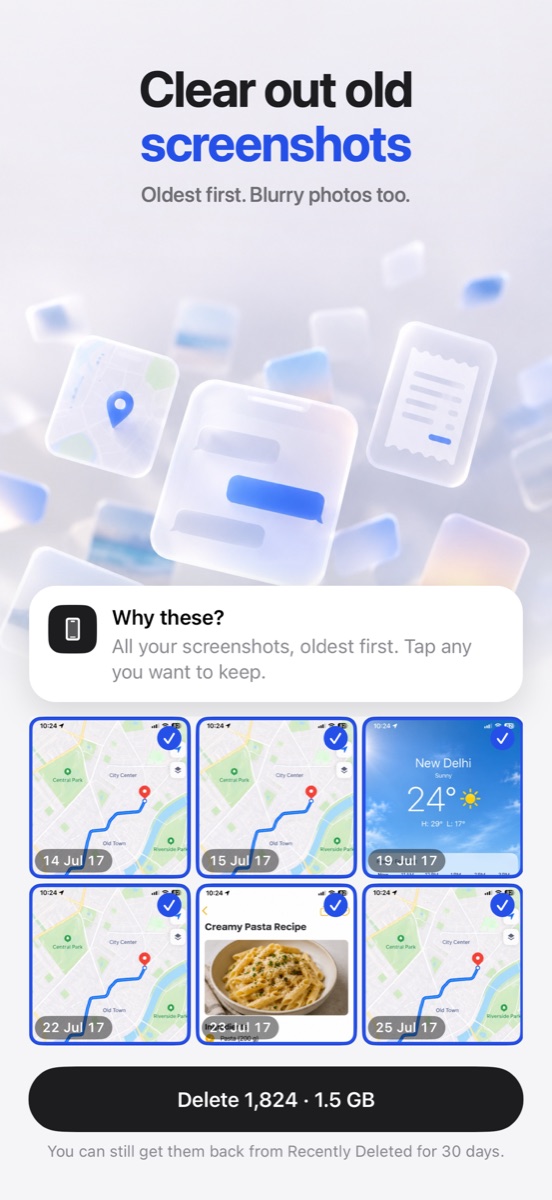 Clear out old
screenshots
Oldest first. Blurry photos too.
Why these?
All your screenshots, oldest first. Tap any
you want to keep.
10:24
City Center
Central Park
Old Town
Riverside Park
14 Jul 17
10:24
City Center
Central Park
Old Town
Riverside Park
15 Jul 17
10:24
New Delhi
Sunny
24°
H: 29° L: 17°
19 Jul 17
10:24
City Center
Central Park
Old Town
Riverside Park
22 Jul 17
10:24
Creamy Pasta Recipe
23 Jul 17
Pasta (200 g)
10:24
City Center
Central Park
Old Town
Riverside Park
25 Jul 17
Delete 1,824 · 1.5 GB
You can still get them back from Recently Deleted for 30 days.